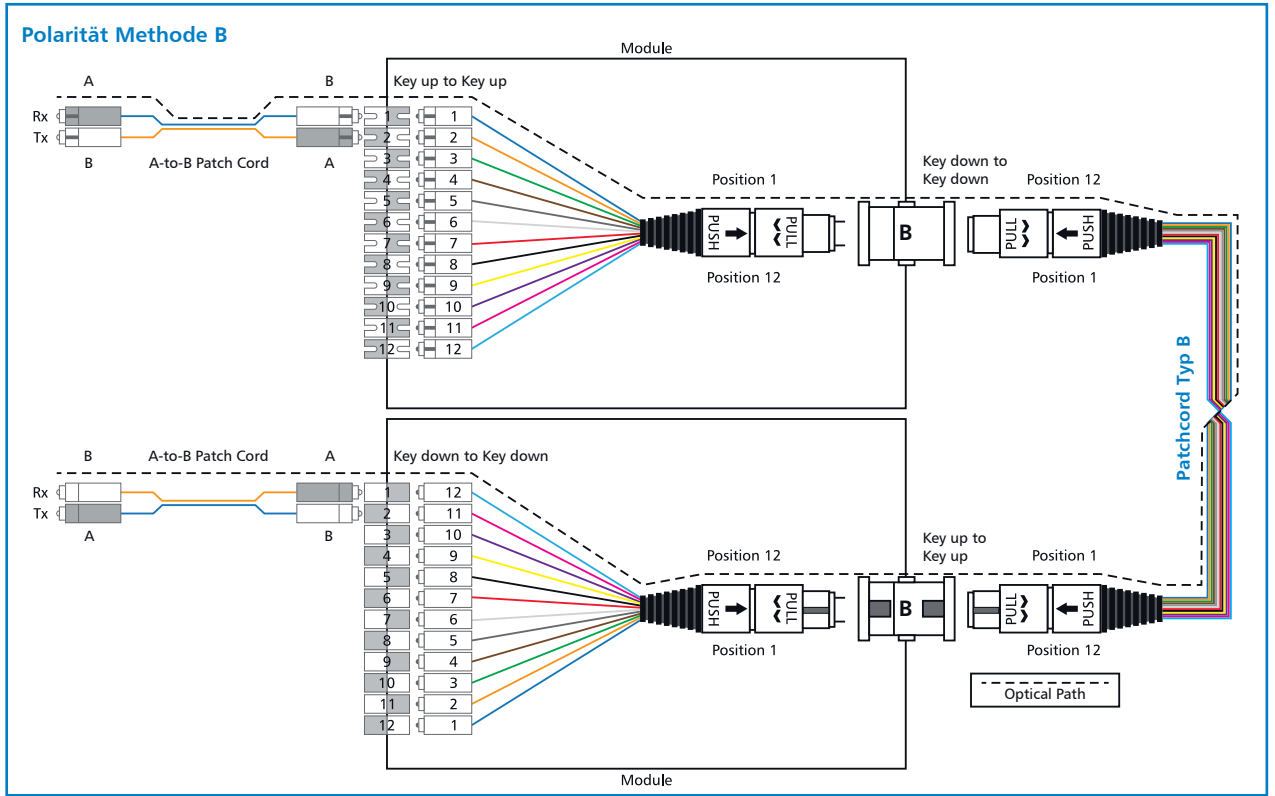 Polarität Methode B
Module
A
B
Key up to Key up
Rx
Tx
B
A-to-B Patch Cord
A
1 1
2 2
3 3
4 4
5 5
6 6
7 7
8 8
9 9
10 10
11 11
12 12
Position 1
PUSH
PULL
Position 12
Key down to
Key down
B
Position 12
PULL
PUSH
Position 1
Patchcord Typ B
B
A-to-B Patch Cord
A
Key down to Key down
Rx
Tx
A
B
1 12
2 11
3 10
4 9
5 8
6 7
7 6
8 5
9 4
10 3
11 2
12 1
Position 12
PUSH
PULL
Position 1
Key up to
Key up
B
Position 1
PULL
PUSH
Position 12
Optical Path
Module